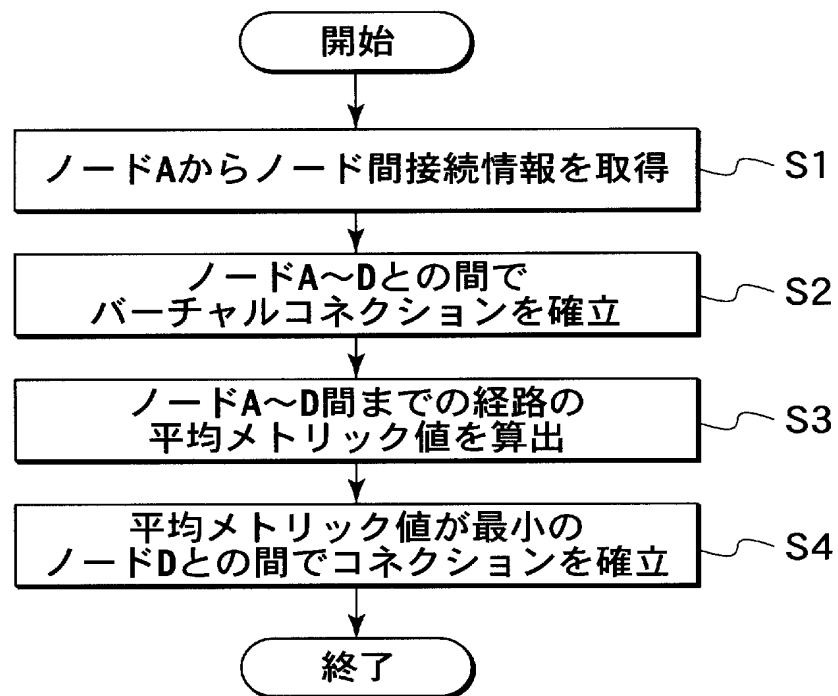 開始
ノードAからノード間接続情報を取得
S1
ノードA～Dとの間で
バーチャルコネクションを確立
S2
ノードA～D間までの経路の
平均メトリック値を算出
S3
平均メトリック値が最小の
ノードDとの間でコネクションを確立
S4
終了